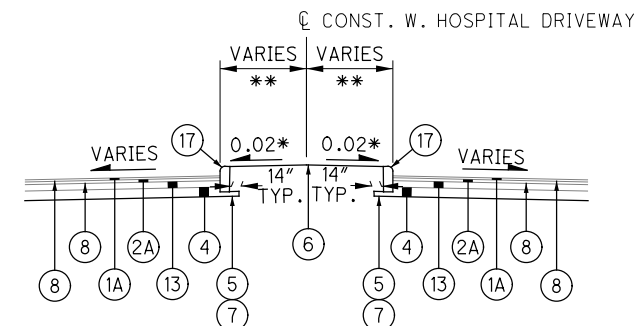 ℄ CONST. W. HOSPITAL DRIVEWAY
VARIES VARIES
** **
17 0.02* 0.02* 17
VARIES VARIES
14" 14"
TYP. TYP.
8 8 1A 2A 13 4 5 7 6 5 7 4 13 2A 1A 8 8